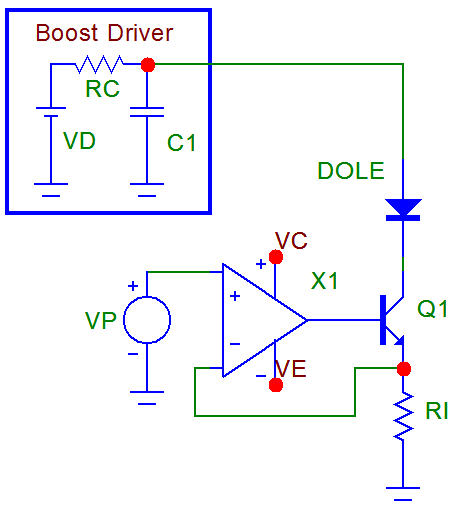 Boost Driver
RC
VD
C1
DOLE
VC
+
X1
+
+
VP
Q1
-
-
VE
-
RI